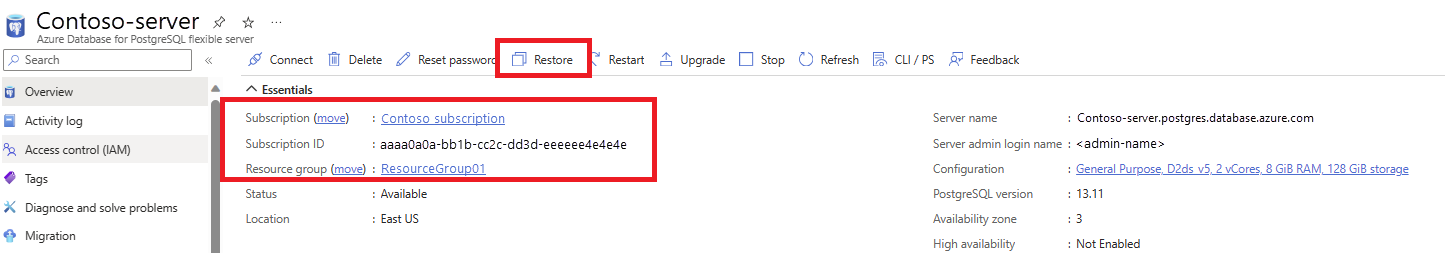 Contoso-server
Azure Database for PostgreSQL flexible server
Search
Connect Delete Reset password Restore Restart Upgrade Stop Refresh CLI / PS Feedback
Overview
Activity log
Access control (IAM)
Tags
Diagnose and solve problems
Migration
Essentials
Subscription (move) : Contoso subscription
Subscription ID : aaaa0a0a-bb1b-cc2c-dd3d-eeeeee4e4e4e
Resource group (move) : ResourceGroup01
Status : Available
Location : East US
Server name : Contoso-server.postgres.database.azure.com
Server admin login name : <admin-name>
Configuration : General Purpose, D2ds_v5, 2 vCores, 8 GiB RAM, 128 GiB storage
PostgreSQL version : 13.11
Availability zone : 3
High availability : Not Enabled